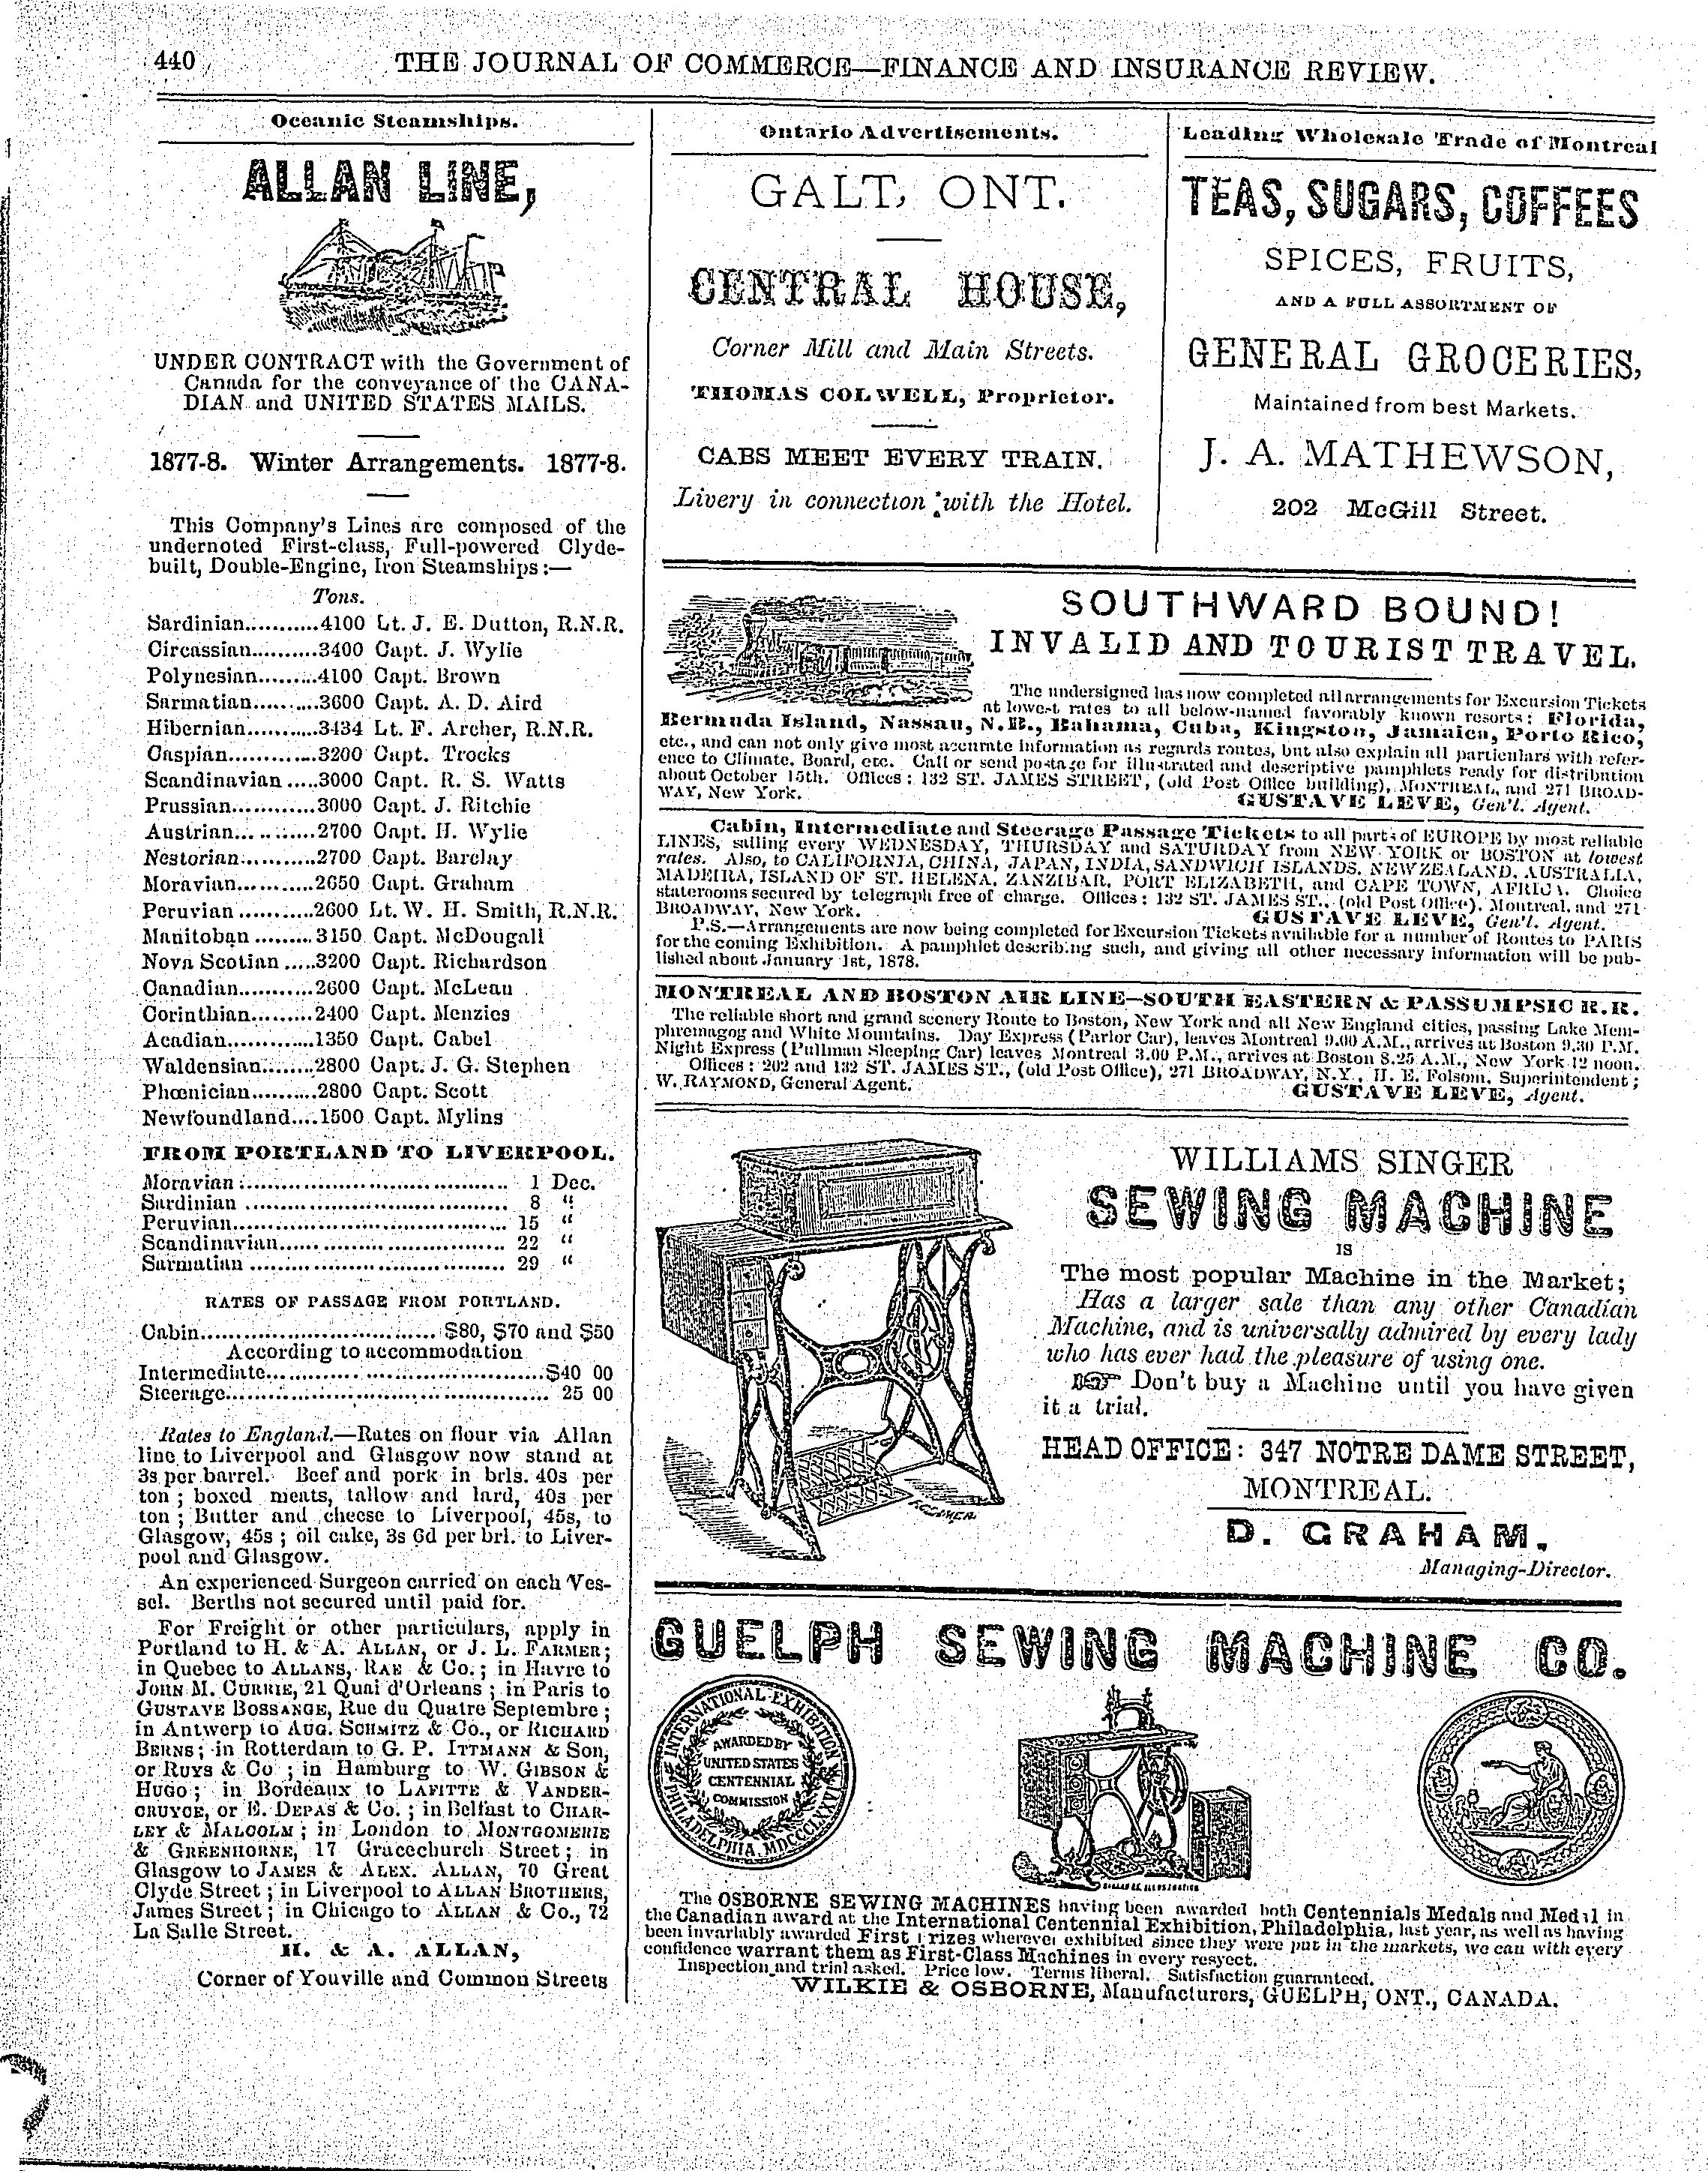 440
THE JOURNAL OF COMMERCE—FINANCE AND INSURANCE REVIEW.
Oceanic Steamships.
ALLAN LINE,
UNDER CONTRACT with the Government of
Canada for the conveyance of the CANA-
DIAN and UNITED STATES MAILS.
1877-8. Winter Arrangements. 1877-8.
This Company's Lines are composed of the
undernoted First-class, Full-powered Clyde-
built, Double-Engine, Iron Steamships:—
Tons.
Sardinian...........4100 Lt. J. E. Dutton, R.N.R.
Circassian..........3400 Capt. J. Wylie
Polynesian.........4100 Capt. Brown
Sarmatian..........3600 Capt. A. D. Aird
Hibernian...........3434 Lt. F. Archer, R.N.R.
Caspian.............3200 Capt. Trocks
Scandinavian.....3000 Capt. R. S. Watts
Prussian............3000 Capt. J. Ritchie
Austrian............2700 Capt. H. Wylie
Nestorian...........2700 Capt. Barclay
Moravian............2650 Capt. Graham
Peruvian...........2600 Lt. W. H. Smith, R.N.R.
Manitoban.........3150 Capt. McDougall
Nova Scotian.....3200 Capt. Richardson
Canadian...........2600 Capt. McLean
Corinthian.........2400 Capt. Menzies
Acadian.............1350 Capt. Cabel
Waldensian........2800 Capt. J. G. Stephen
Phœnician..........2800 Capt. Scott
Newfoundland....1500 Capt. Mylins
FROM PORTLAND TO LIVERPOOL.
Moravian.................................... 1 Dec.
Sardinian.................................... 8 "
Peruvian.................................... 15 "
Scandinavian.............................. 22 "
Sarmatian.................................. 29 "
RATES OF PASSAGE FROM PORTLAND.
Cabin................................$80, $70 and $50
According to accommodation
Intermediate.......................................$40 00
Steerage............................................. 25 00
Rates to England.—Rates on flour via Allan
line to Liverpool and Glasgow now stand at
3s per barrel. Beef and pork in brls. 40s per
ton; boxed meats, tallow and lard, 40s per
ton; Butter and cheese to Liverpool, 45s, to
Glasgow, 45s; oil cake, 3s 6d per brl. to Liver-
pool and Glasgow.
An experienced Surgeon carried on each Ves-
sel. Berths not secured until paid for.
For Freight or other particulars, apply in
Portland to H. & A. ALLAN, or J. L. FARMER;
in Quebec to ALLANS, RAE & Co.; in Havre to
JOHN M. CURRIE, 21 Quai d'Orleans; in Paris to
GUSTAVE BOSSANGE, Rue du Quatre Septembre;
in Antwerp to AUG. SCHMITZ & Co., or RICHARD
BERNS; in Rotterdam to G. P. ITTMANN & Son,
or RUYS & Co ; in Hamburg to W. GIBSON &
HUGO; in Bordeaux to LAFITTE & VANDER-
CRUYCE, or E. DEPAS & Co.; in Belfast to CHAR-
LEY & MALCOLM; in London to MONTGOMERIE
& GREENHORNE, 17 Gracechurch Street; in
Glasgow to JAMES & ALEX. ALLAN, 70 Great
Clyde Street; in Liverpool to ALLAN BROTHERS,
James Street; in Chicago to ALLAN & Co., 72
La Salle Street.
H. & A. ALLAN,
Corner of Youville and Common Streets
Ontario Advertisements.
GALT, ONT.
CENTRAL HOUSE,
Corner Mill and Main Streets.
THOMAS COLWELL, Proprietor.
CABS MEET EVERY TRAIN.
Livery in connection with the Hotel.
Leading Wholesale Trade of Montreal
TEAS, SUGARS, COFFEES
SPICES, FRUITS,
AND A FULL ASSORTMENT OF
GENERAL GROCERIES,
Maintained from best Markets.
J. A. MATHEWSON,
202 McGill Street.
SOUTHWARD BOUND!
INVALID AND TOURIST TRAVEL.
The undersigned has now completed all arrangements for Excursion Tickets
at lowest rates to all below-named favorably known resorts: Florida,
Bermuda Island, Nassau, N.B., Bahama, Cuba, Kingston, Jamaica, Porto Rico,
etc., and can not only give most accurate information as regards routes, but also explain all particulars with refer-
ence to Climate, Board, etc. Call or send postage for illustrated and descriptive pamphlets ready for distribution
about October 15th. Offices: 132 ST. JAMES STREET, (old Post Office building), MONTREAL, and 271 BROAD-
WAY, New York.
GUSTAVE LEVE, Gen'l. Agent.
Cabin, Intermediate and Steerage Passage Tickets to all parts of EUROPE by most reliable
LINES, sailing every WEDNESDAY, THURSDAY and SATURDAY from NEW YORK or BOSTON at lowest
rates. Also, to CALIFORNIA, CHINA, JAPAN, INDIA, SANDWICH ISLANDS, NEW ZEALAND, AUSTRALIA,
MADEIRA, ISLAND OF ST. HELENA, ZANZIBAR, PORT ELIZABETH, and CAPE TOWN, AFRICA. Choice
staterooms secured by telegraph free of charge. Offices: 132 ST. JAMES ST., (old Post Office), Montreal, and 271
BROADWAY, New York.
GUSTAVE LEVE, Gen'l. Agent.
P.S.—Arrangements are now being completed for Excursion Tickets available for a number of Routes to PARIS
for the coming Exhibition. A pamphlet describing such, and giving all other necessary information will be pub-
lished about January 1st, 1878.
MONTREAL AND BOSTON AIR LINE—SOUTH EASTERN & PASSUMPSIC R.R.
The reliable short and grand scenery Route to Boston, New York and all New England cities, passing Lake Mem-
phremagog and White Mountains. Day Express (Parlor Car), leaves Montreal 9.00 A.M., arrives at Boston 9.30 P.M.
Night Express (Pullman Sleeping Car) leaves Montreal 3.00 P.M., arrives at Boston 8.25 A.M., New York 12 noon.
Offices: 202 and 132 ST. JAMES ST., (old Post Office), 271 BROADWAY, N.Y., H. E. Folsom, Superintendent;
W. RAYMOND, General Agent.
GUSTAVE LEVE, Agent.
WILLIAMS SINGER
SEWING MACHINE
IS
The most popular Machine in the Market;
Has a larger sale than any other Canadian
Machine, and is universally admired by every lady
who has ever had the pleasure of using one.
Don't buy a Machine until you have given
it a trial.
HEAD OFFICE: 347 NOTRE DAME STREET,
MONTREAL.
D. GRAHAM,
Managing-Director.
GUELPH SEWING MACHINE CO.
INTERNATIONAL EXHIBITION
PHILADELPHIA, MDCCCLXXVI
AWARDED BY
UNITED STATES
CENTENNIAL
COMMISSION
The OSBORNE SEWING MACHINES having been awarded both Centennials Medals and Medal in
the Canadian award at the International Centennial Exhibition, Philadelphia, last year, as well as having
been invariably awarded First Prizes wherever exhibited since they were put in the markets, we can with every
confidence warrant them as First-Class Machines in every respect.
Inspection and trial asked. Price low. Terms liberal. Satisfaction guaranteed.
WILKIE & OSBORNE, Manufacturers, GUELPH, ONT., CANADA.